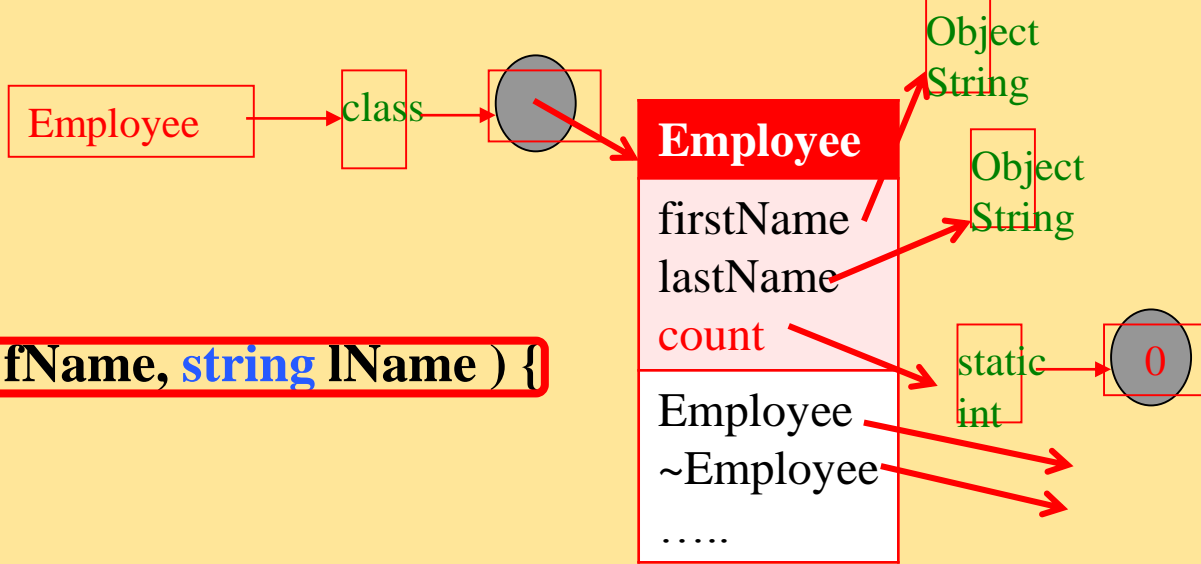 Object
String
Employee
class
Employee
Object
String
firstName
lastName
count
fName, string lName ) {
static
int
0
Employee
~Employee
…..